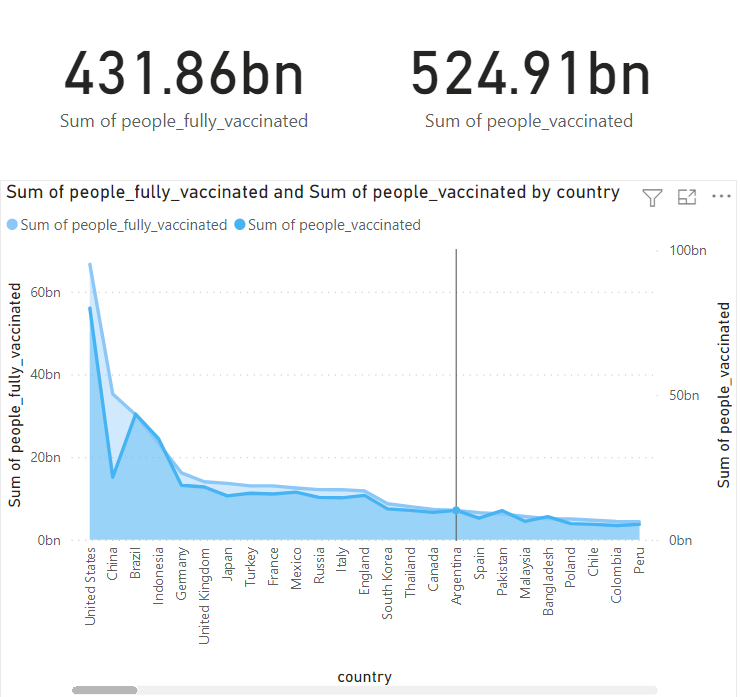 431.86bn
Sum of people_fully_vaccinated
524.91bn
Sum of people_vaccinated
Sum of people_fully_vaccinated and Sum of people_vaccinated by country
Sum of people_fully_vaccinated
Sum of people_vaccinated
Sum of people_fully_vaccinated
60bn
40bn
20bn
0bn
100bn
50bn
0bn
Sum of people_vaccinated
United States
China
Brazil
Indonesia
Germany
United Kingdom
Japan
Turkey
France
Mexico
Russia
Italy
England
South Korea
Thailand
Canada
Argentina
Spain
Pakistan
Malaysia
Bangladesh
Poland
Chile
Colombia
Peru
country